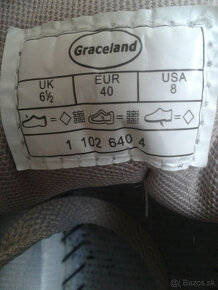 Graceland
UK EUR USA
6½ 40 8
1 102 640 4
bazos.sk